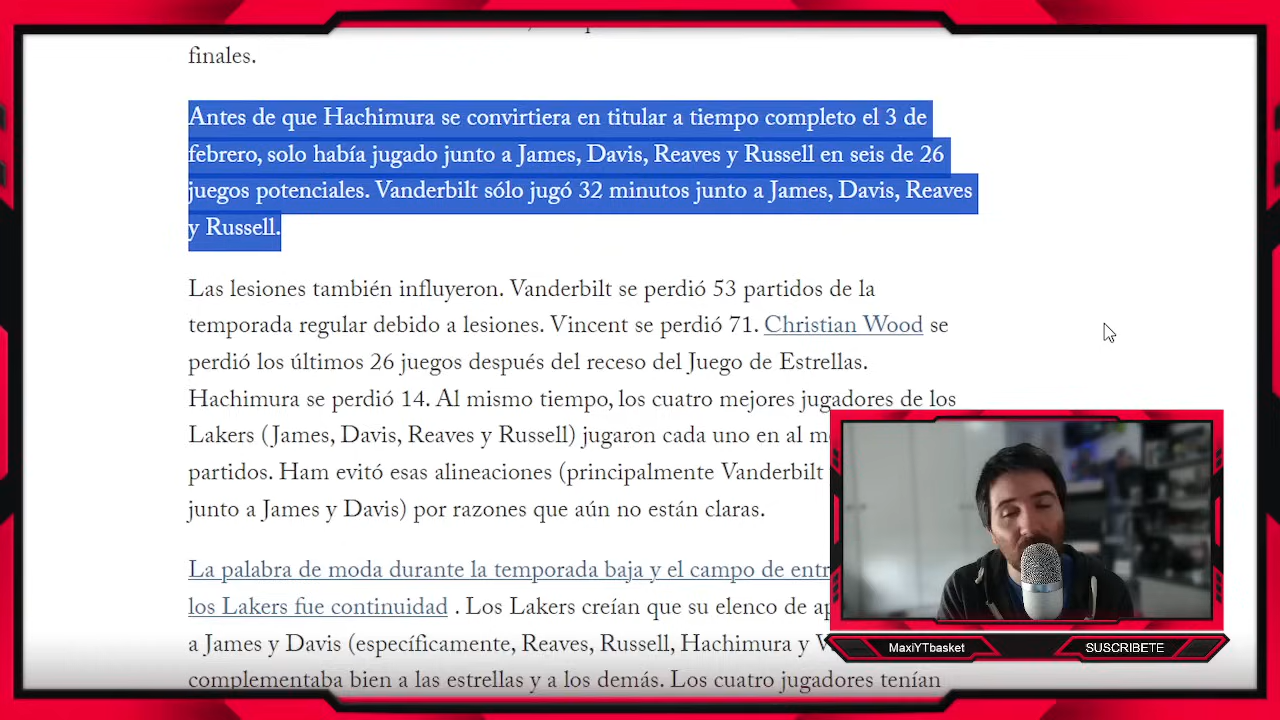 finales.
Antes de que Hachimura se convirtiera en titular a tiempo completo el 3 de
febrero, solo había jugado junto a James, Davis, Reaves y Russell en seis de 26
juegos potenciales. Vanderbilt sólo jugó 32 minutos junto a James, Davis, Reaves
y Russell.
Las lesiones también influyeron. Vanderbilt se perdió 53 partidos de la
temporada regular debido a lesiones. Vincent se perdió 71. Christian Wood se
perdió los últimos 26 juegos después del receso del Juego de Estrellas.
Hachimura se perdió 14. Al mismo tiempo, los cuatro mejores jugadores de los
Lakers (James, Davis, Reaves y Russell) jugaron cada uno en al
partidos. Ham evitó esas alineaciones (principalmente Vanderbilt
junto a James y Davis) por razones que aún no están claras.
La palabra de moda durante la temporada baja y el campo de
los Lakers fue continuidad . Los Lakers creían que su elenco de
a James y Davis (específicamente, Reaves, Russell, Hachimura y
complementaba bien a las estrellas y a los demás. Los cuatro jugadores tenían
MaxiYTbasket
SUSCRIBETE